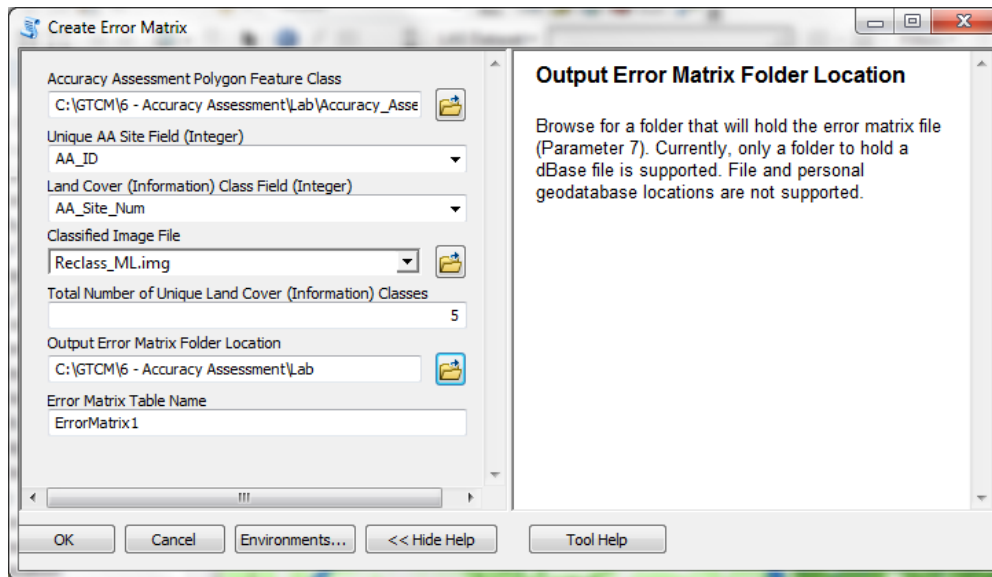 Create Error Matrix
Accuracy Assessment Polygon Feature Class
C:\GTCM\6 - Accuracy Assessment\Lab\Accuracy_Asse
Unique AA Site Field (Integer)
AA_ID
Land Cover (Information) Class Field (Integer)
AA_Site_Num
Classified Image File
Reclass_ML.img
Total Number of Unique Land Cover (Information) Classes
5
Output Error Matrix Folder Location
C:\GTCM\6 - Accuracy Assessment\Lab
Error Matrix Table Name
ErrorMatrix1
Output Error Matrix Folder Location
Browse for a folder that will hold the error matrix file
(Parameter 7). Currently, only a folder to hold a
dBase file is supported. File and personal
geodatabase locations are not supported.
OK
Cancel
Environments...
<< Hide Help
Tool Help